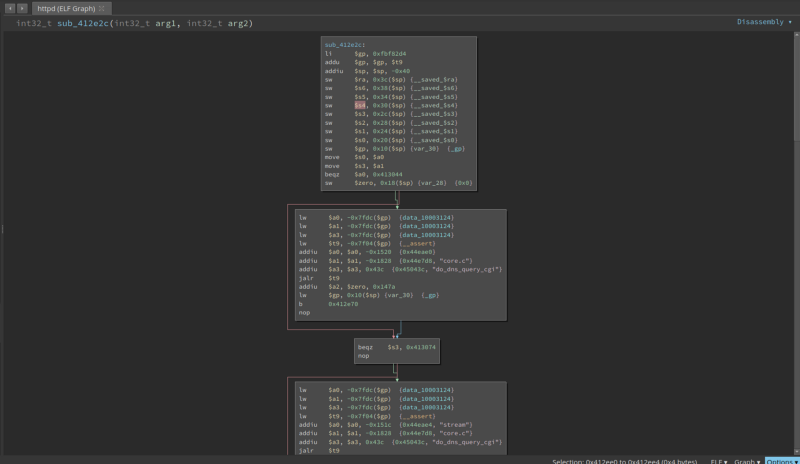 httpd (ELF Graph)
int32_t sub_412e2c(int32_t arg1, int32_t arg2)
Disassembly ▾
sub_412e2c:
li $gp, 0xfbf82d4
addu $gp, $gp, $t9
addiu $sp, $sp, -0x40
sw $ra, 0x3c($sp) {__saved_$ra}
sw $s6, 0x38($sp) {__saved_$s6}
sw $s5, 0x34($sp) {__saved_$s5}
sw $s4, 0x30($sp) {__saved_$s4}
sw $s3, 0x2c($sp) {__saved_$s3}
sw $s2, 0x28($sp) {__saved_$s2}
sw $s1, 0x24($sp) {__saved_$s1}
sw $s0, 0x20($sp) {__saved_$s0}
sw $gp, 0x10($sp) {var_30} {_gp}
move $s0, $a0
move $s3, $a1
beqz $a0, 0x413044
sw $zero, 0x18($sp) {var_28} {0x0}
lw $a0, -0x7fdc($gp) {data_10003124}
lw $a1, -0x7fdc($gp) {data_10003124}
lw $a3, -0x7fdc($gp) {data_10003124}
lw $t9, -0x7f04($gp) {__assert}
addiu $a0, $a0, -0x1520 {0x44eae0}
addiu $a1, $a1, -0x1828 {0x44e7d8, "core.c"}
addiu $a3, $a3, 0x43c {0x45043c, "do_dns_query_cgi"}
jalr $t9
addiu $a2, $zero, 0x147a
lw $gp, 0x10($sp) {var_30} {_gp}
b 0x412e70
nop
beqz $s3, 0x413074
nop
lw $a0, -0x7fdc($gp) {data_10003124}
lw $a1, -0x7fdc($gp) {data_10003124}
lw $a3, -0x7fdc($gp) {data_10003124}
lw $t9, -0x7f04($gp) {__assert}
addiu $a0, $a0, -0x151c {0x44eae4, "stream"}
addiu $a1, $a1, -0x1828 {0x44e7d8, "core.c"}
addiu $a3, $a3, 0x43c {0x45043c, "do_dns_query_cgi"}
jalr $t9
Selection: 0x412ee0 to 0x412ee4 (0x4 bytes) ELF ▾ Graph ▾ Options ▾